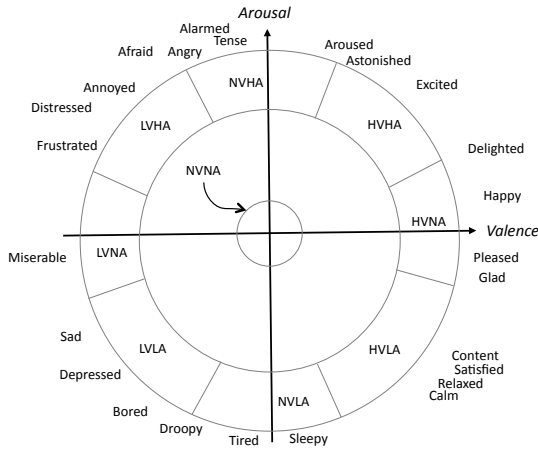 Arousal
Alarmed
Tense
Afraid
Angry
Aroused
Astonished
Annoyed
NVHA
Excited
Distressed
LVHA
HVHA
Frustrated
Delighted
NVNA
Happy
HVNA
Valence
Miserable
LVNA
Pleased
Glad
Sad
LVLA
HVLA
Content
Satisfied
Depressed
Relaxed
Calm
NVLA
Bored
Droopy
Tired
Sleepy